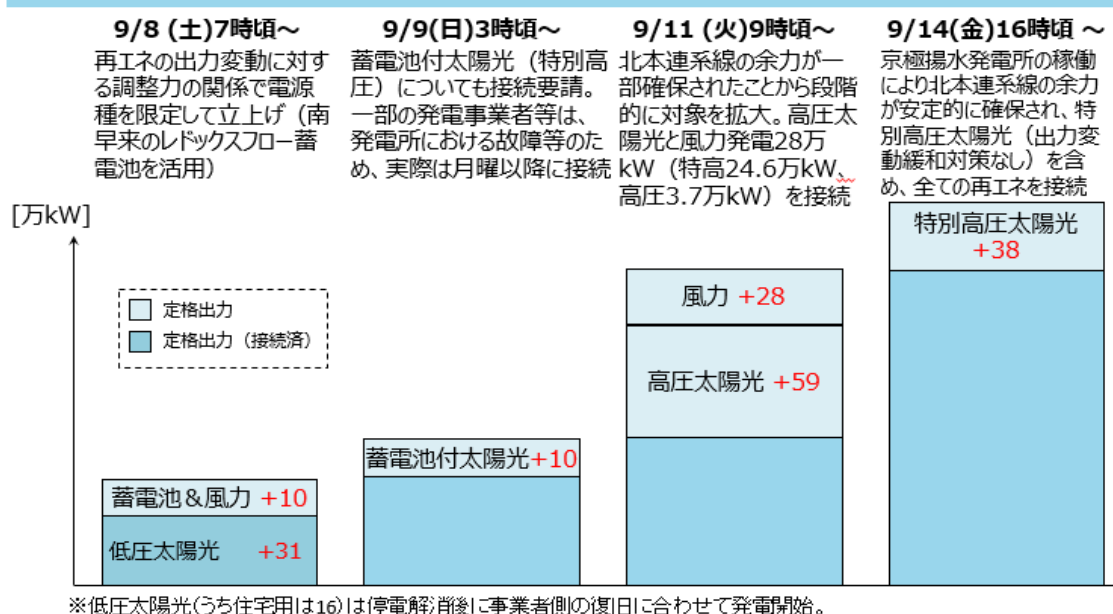 9/8 (土)7時頃～
再エネの出力変動に対す
る調整力の関係で電源
種を限定して立上げ（南
早来のレドックスフロー蓄
電池を活用）
9/9(日)3時頃～
蓄電池付太陽光（特別高
圧）についても接続要請。
一部の発電事業者等は、
発電所における故障等のた
め、実際は月曜以降に接続
9/11 (火)9時頃～
北本連系線の余力が一
部確保されたことから段階
的に対象を拡大。高圧太
陽光と風力発電28万
kW（特高24.6万kW、
高圧3.7万kW）を接続
9/14(金)16時頃 ～
京極揚水発電所の稼働
により北本連系線の余力
が安定的に確保され、特
別高圧太陽光（出力変
動緩和対策なし）を含
め、全ての再エネを接続
[万kW]
定格出力
定格出力（接続済）
蓄電池＆風力 +10
低圧太陽光 +31
蓄電池付太陽光+10
風力 +28
高圧太陽光 +59
特別高圧太陽光
+38
※低圧太陽光(うち住宅用は16)は停電解消後に事業者側の復旧に合わせて発電開始。